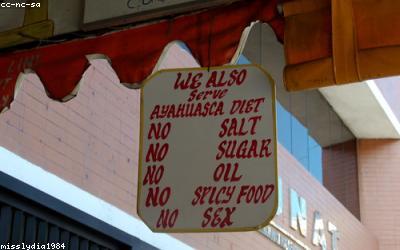 cc-nc-sa
WE ALSO
Serve
AYAHUASCA DIET
NO SALT
NO SUGAR
NO OIL
NO SPICY FOOD
NO SEX
INAT
misslydia1984